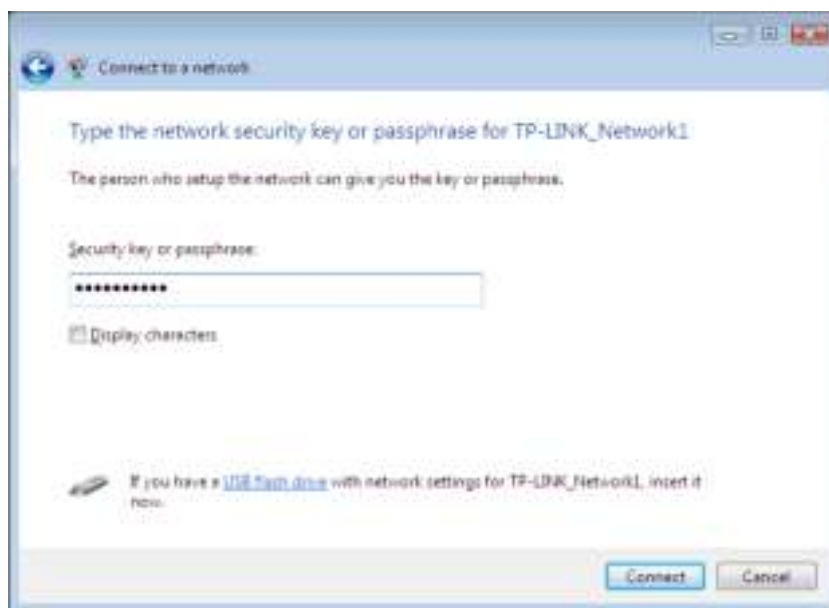 Connect to a network
Type the network security key or passphrase for TP-LINK_Network1
The person who setup the network can give you the key or passphrase.
Security key or passphrase:
••••••••••
Display characters
If you have a USB flash drive with network settings for TP-LINK_Network1, insert it
now.
Connect Cancel